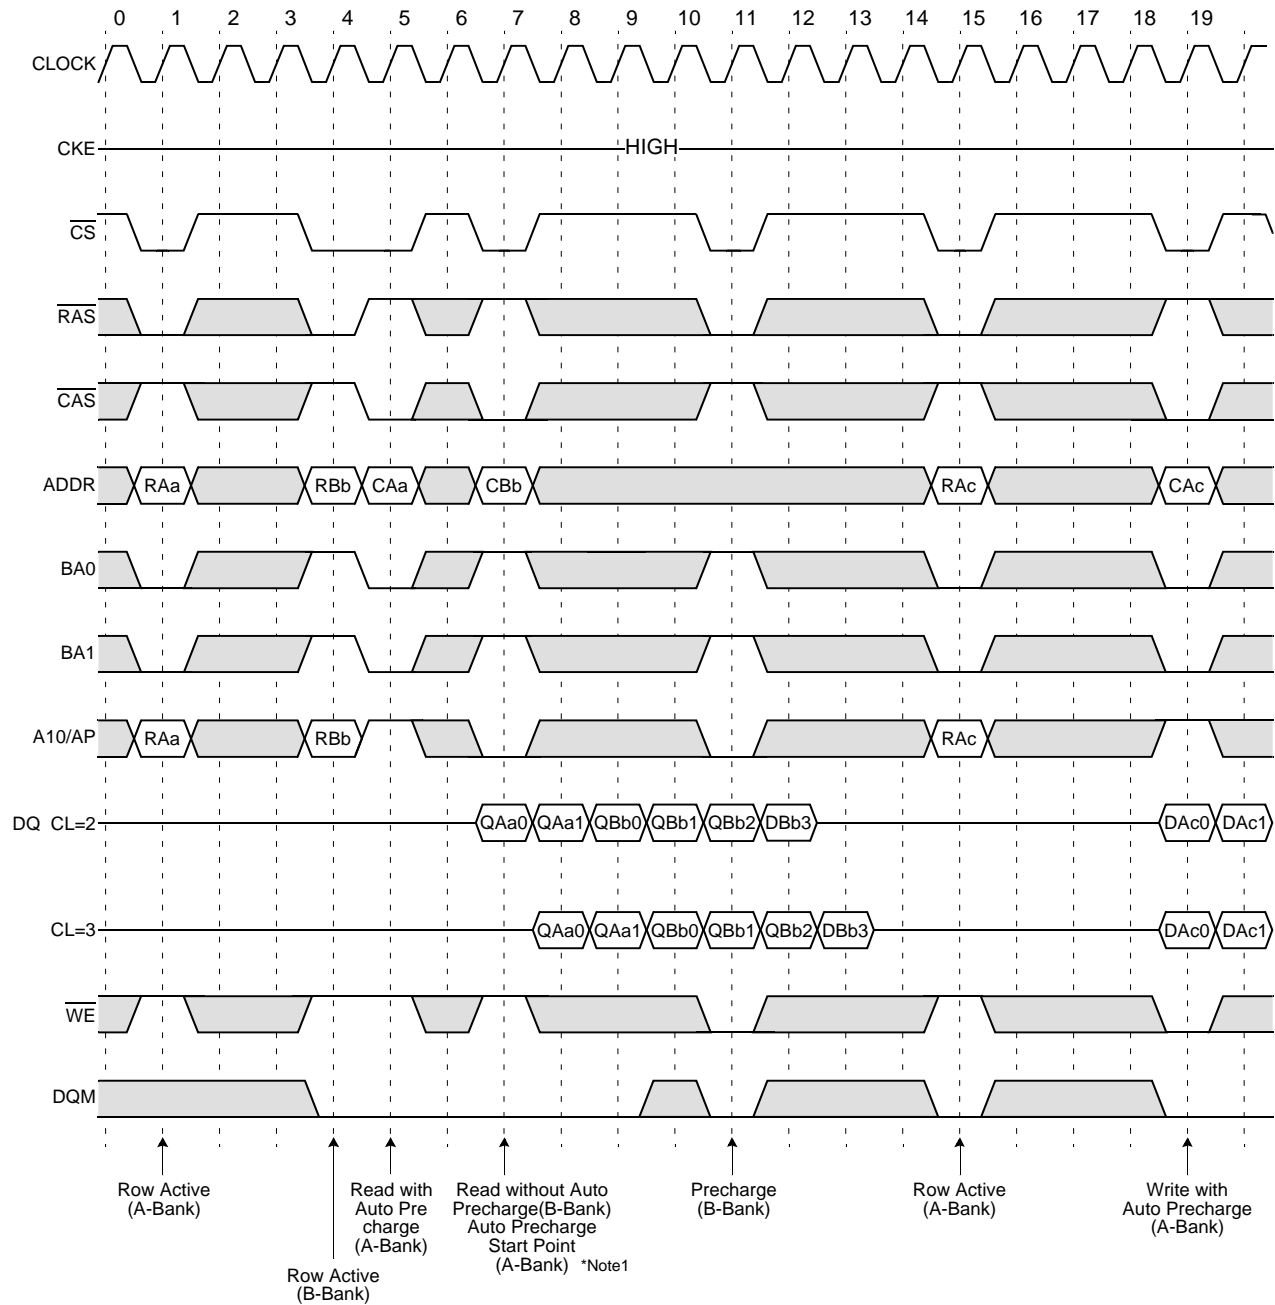 0 1 2 3 4 5 6 7 8 9 10 11 12 13 14 15 16 17 18 19
CLOCK
CKE HIGH
CS
RAS
CAS
ADDR RAa RBb CAa CBb RAc CAc
BA0
BA1
A10/AP RAa RBb RAc
DQ CL=2 QAa0 QAa1 QBb0 QBb1 QBb2 DBb3 DAc0 DAc1
CL=3 QAa0 QAa1 QBb0 QBb1 QBb2 DBb3 DAc0 DAc1
WE
DQM
Row Active
(A-Bank)
Row Active
(B-Bank)
Read with
Auto Pre
charge
(A-Bank)
Read without Auto
Precharge(B-Bank)
Auto Precharge
Start Point
(A-Bank) *Note1
Precharge
(B-Bank)
Row Active
(A-Bank)
Write with
Auto Precharge
(A-Bank)